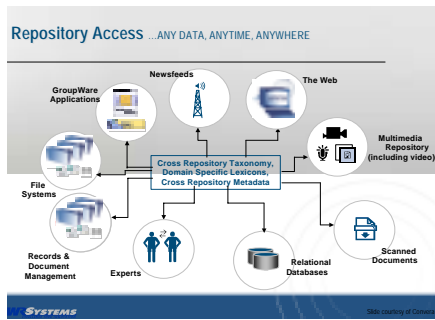 Repository Access ...ANY DATA, ANYTIME, ANYWHERE
Newsfeeds
GroupWare
Applications
The Web
Multimedia
Repository
(including video)
Cross Repository Taxonomy,
Domain Specific Lexicons,
Cross Repository Metadata
File
Systems
Records &
Document
Management
Experts
Relational
Databases
Scanned
Documents
SYSTEMS
Slide courtesy of